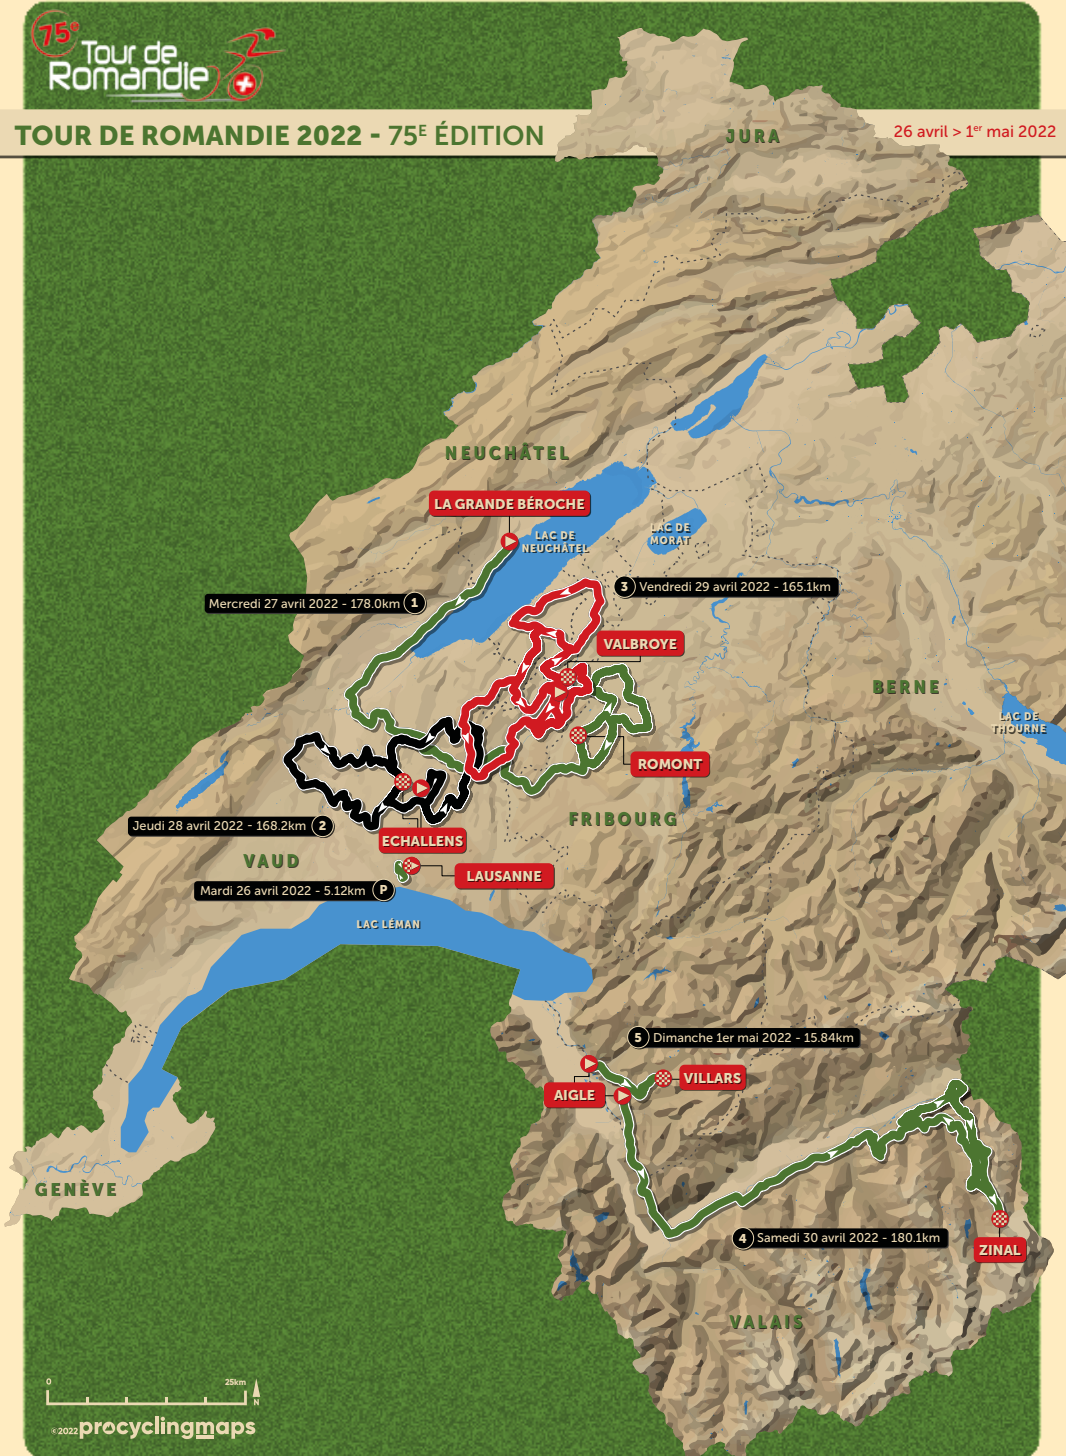 75e
Tour de
Romandie
TOUR DE ROMANDIE 2022 - 75E ÉDITION
26 avril > 1er mai 2022
JURA
NEUCHÂTEL
LA GRANDE BÉROCHE
LAC DE
NEUCHÂTEL
LAC DE
MORAT
Mercredi 27 avril 2022 - 178.0km 1
3 Vendredi 29 avril 2022 - 165.1km
VALBROYE
BERNE
LAC DE
THOURNE
ROMONT
FRIBOURG
Jeudi 28 avril 2022 - 168.2km 2
ECHALLENS
VAUD
LAUSANNE
Mardi 26 avril 2022 - 5.12km P
LAC LÉMAN
5 Dimanche 1er mai 2022 - 15.84km
VILLARS
AIGLE
GENÈVE
4 Samedi 30 avril 2022 - 180.1km
ZINAL
VALAIS
0 25km
N
©2022 procyclingmaps